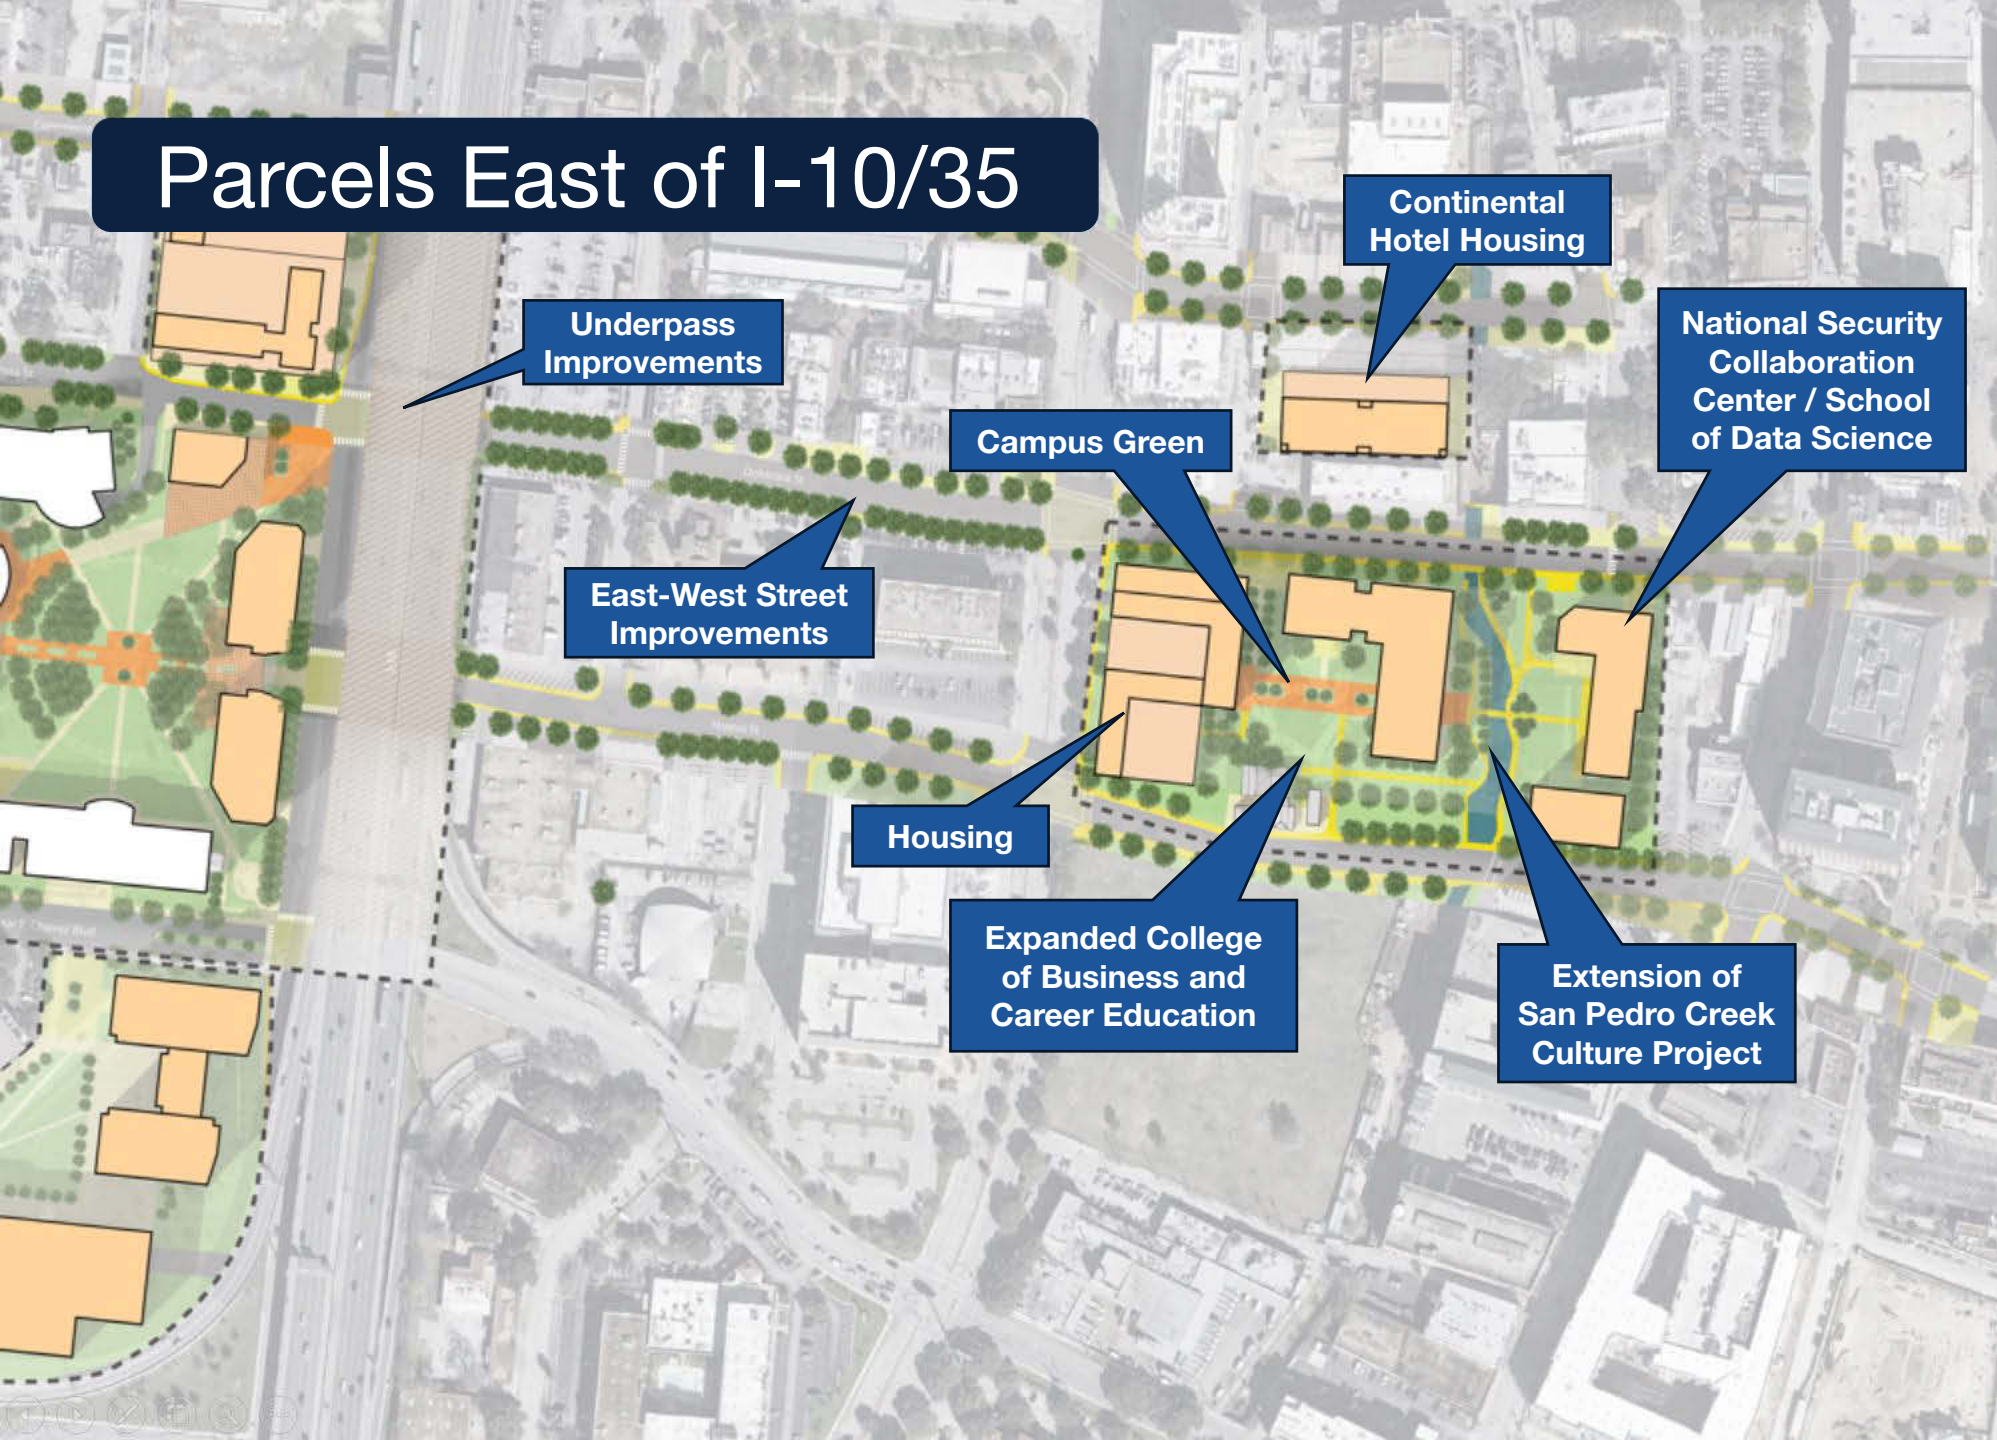 Parcels East of I-10/35
Continental
Hotel Housing
Underpass
Improvements
National Security
Collaboration
Center / School
of Data Science
Campus Green
East-West Street
Improvements
Housing
Expanded College
of Business and
Career Education
Extension of
San Pedro Creek
Culture Project